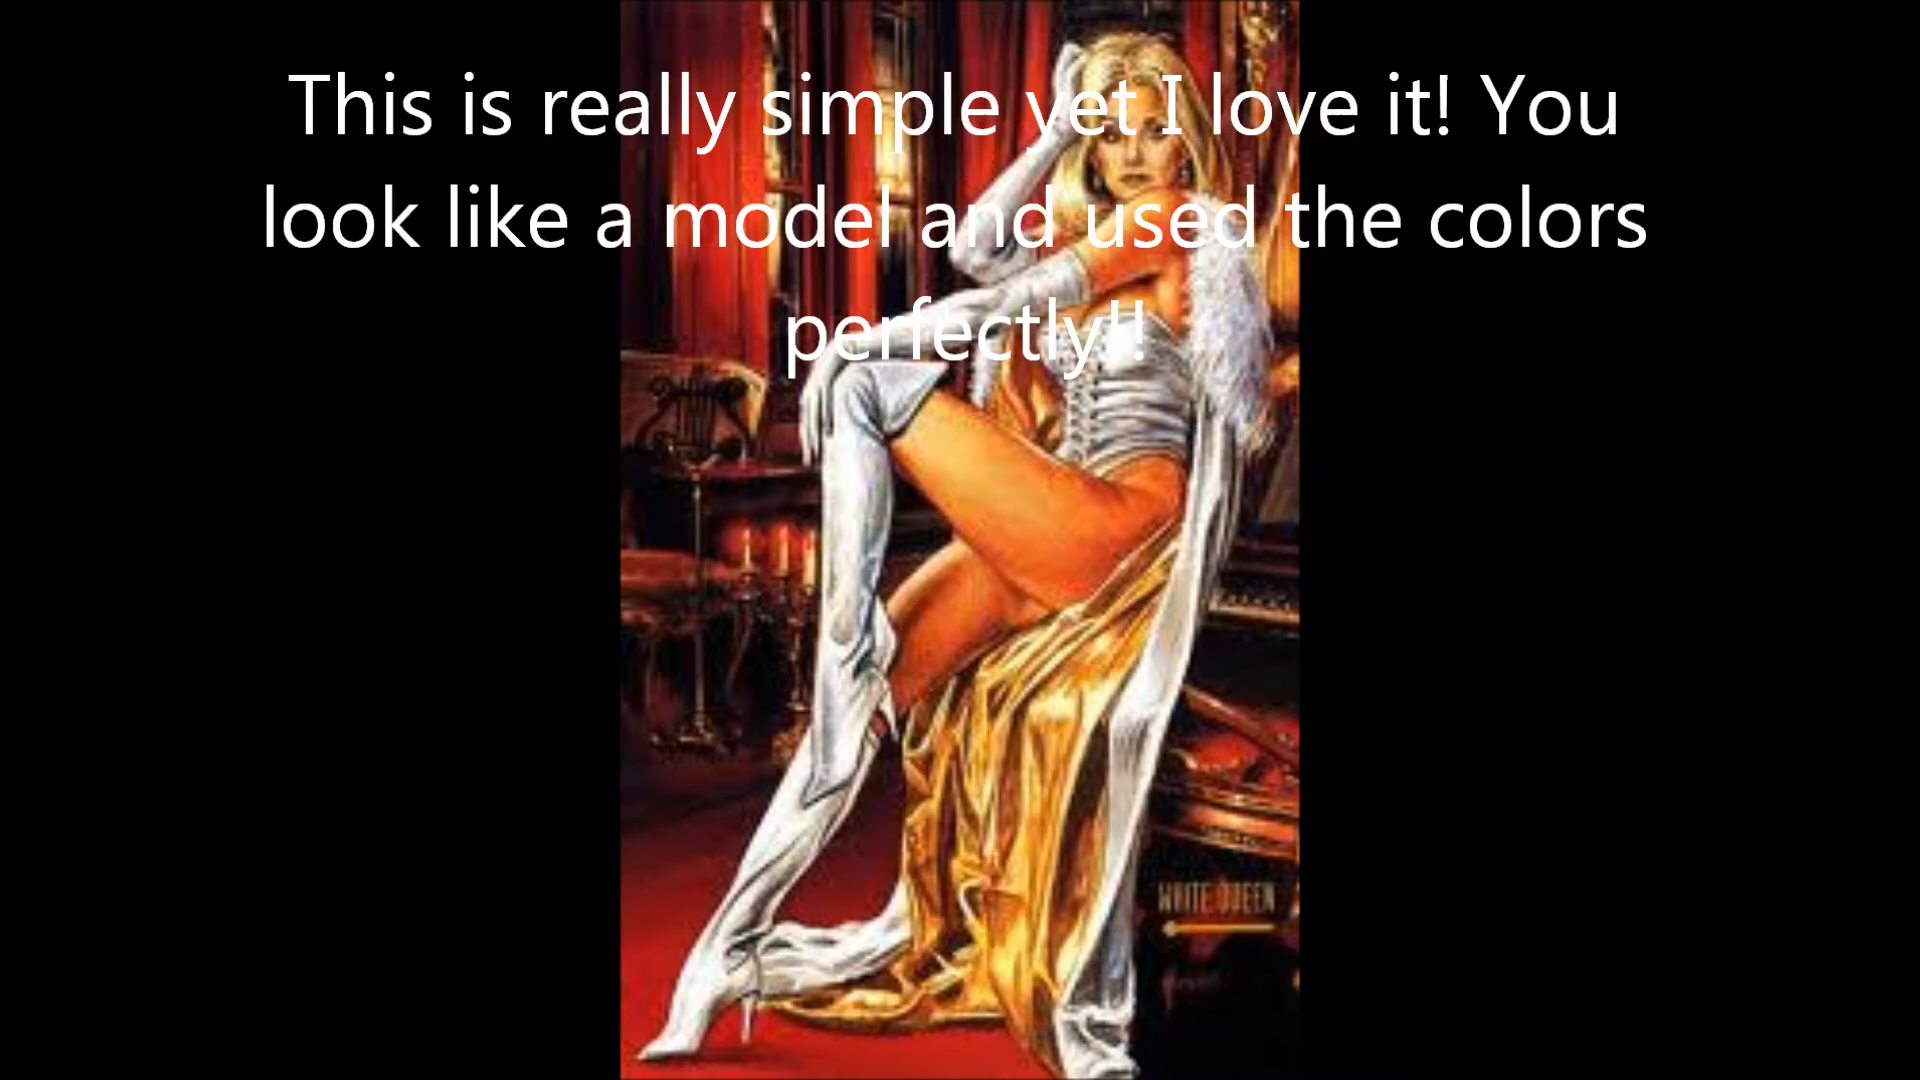 This is really simple yet I love it! You
look like a model and used the colors
perfectly!!
WHITE QUEEN